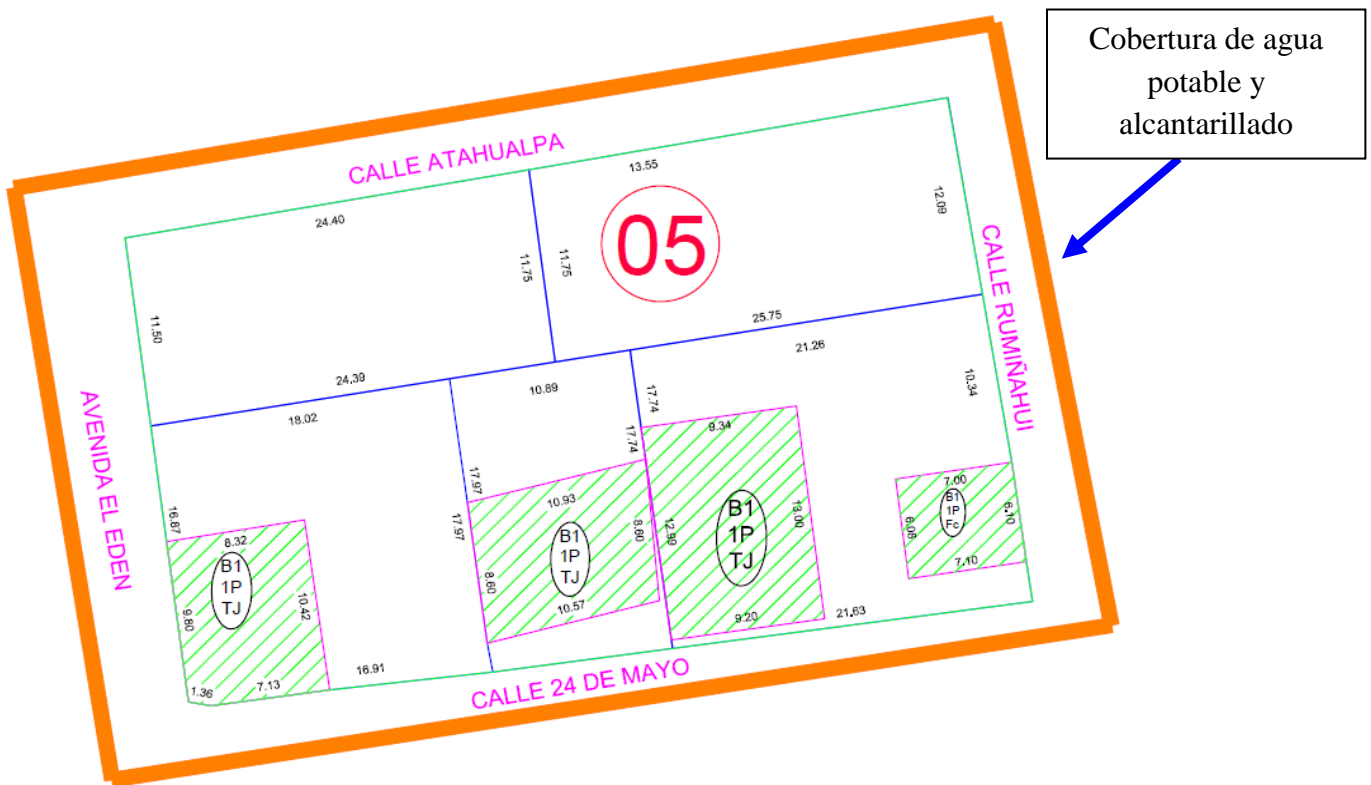 Cobertura de agua
potable y
alcantarillado
CALLE ATAHUALPA
13.55
24.40
12.09
05
11.75
11.75
CALLE RUMIÑAHUI
11.50
25.75
21.26
24.39
10.89
10.34
18.02
17.74
9.34
17.74
AVENIDA EL EDEN
17.97
7.00
10.93
B1
1P
Fc
6.06
6.10
16.87
17.97
8.60
12.99
B1
1P
TJ
13.00
8.32
B1
1P
TJ
7.10
B1
1P
TJ
8.60
10.57
9.80
10.42
9.20
21.63
16.91
1.36
7.13
CALLE 24 DE MAYO